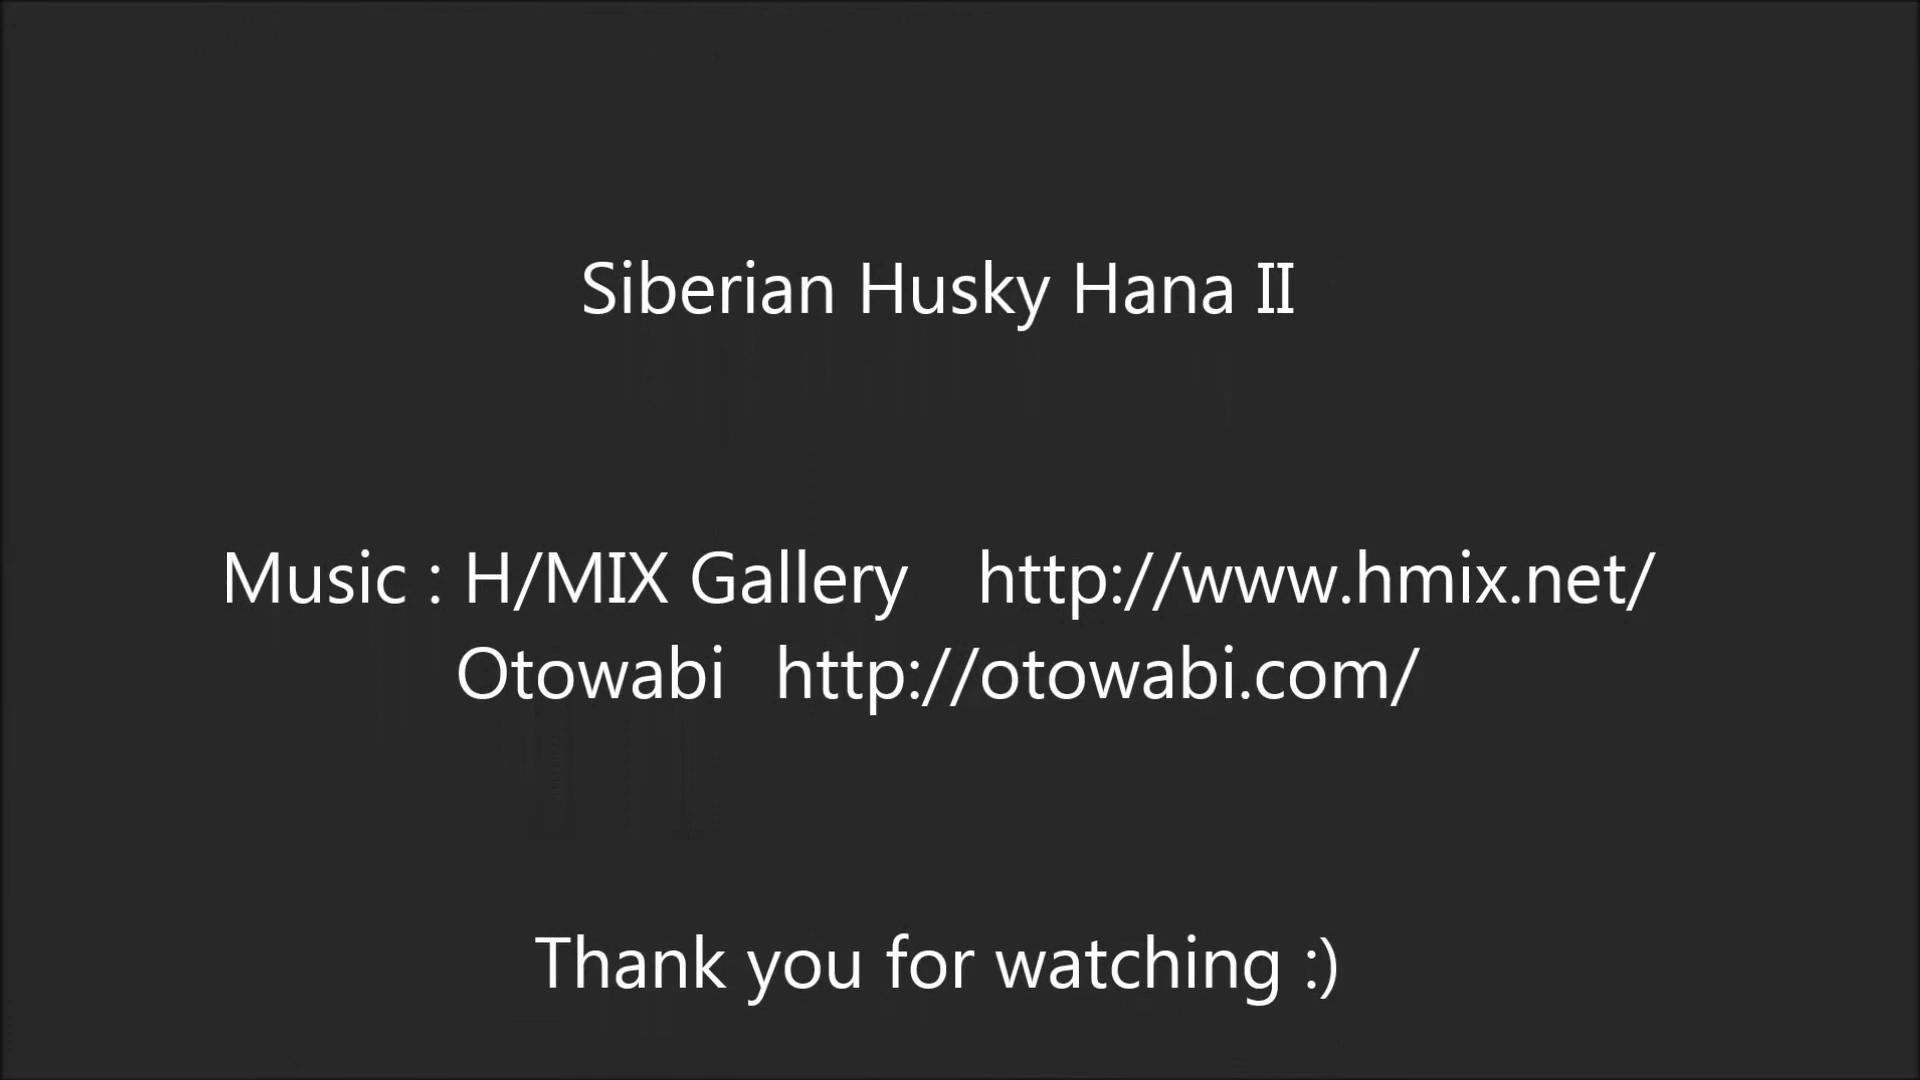 Siberian Husky Hana II
Music : H/MIX Gallery http://www.hmix.net/
Otowabi http://otowabi.com/
Thank you for watching :)